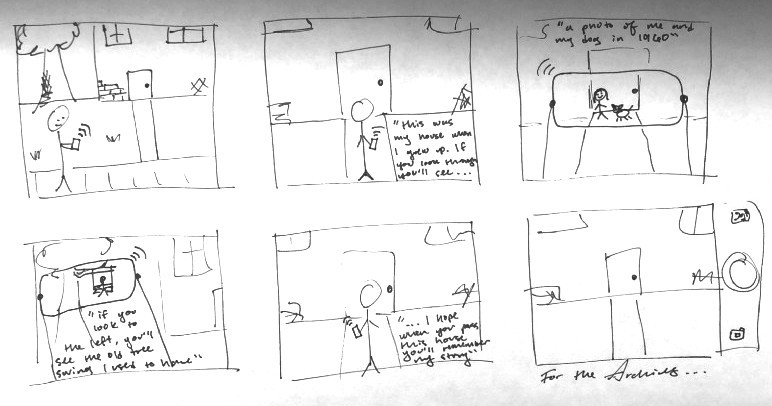 "this was
my house when
I grew up. If
you look through
you'll see...
"a photo of me and
my dog in 1960"
"if you
look to
the left, you'll
see the old tree
swing I used to have"
"... I hope
when you pass
this house
you'll remember
my story"
For the Archives...